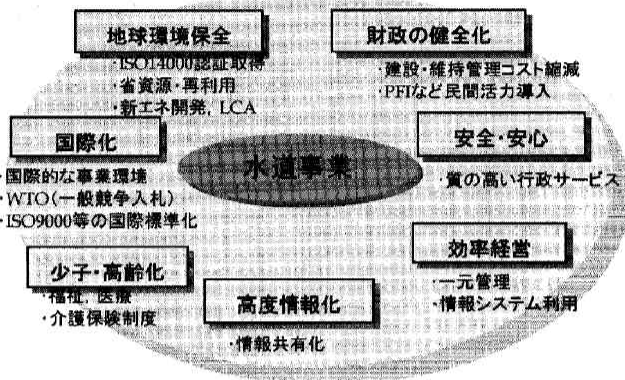 地球環境保全
・ISO14000認証取得
・省資源・再利用
・新エネ開発, LCA
財政の健全化
・建設・維持管理コスト縮減
・PFIなど民間活力導入
国際化
・国際的な事業環境
・WTO(一般競争入札)
・ISO9000等の国際標準化
水道事業
安全・安心
・質の高い行政サービス
少子・高齢化
・福祉, 医療
・介護保険制度
高度情報化
・情報共有化
効率経営
・一元管理
・情報システム利用